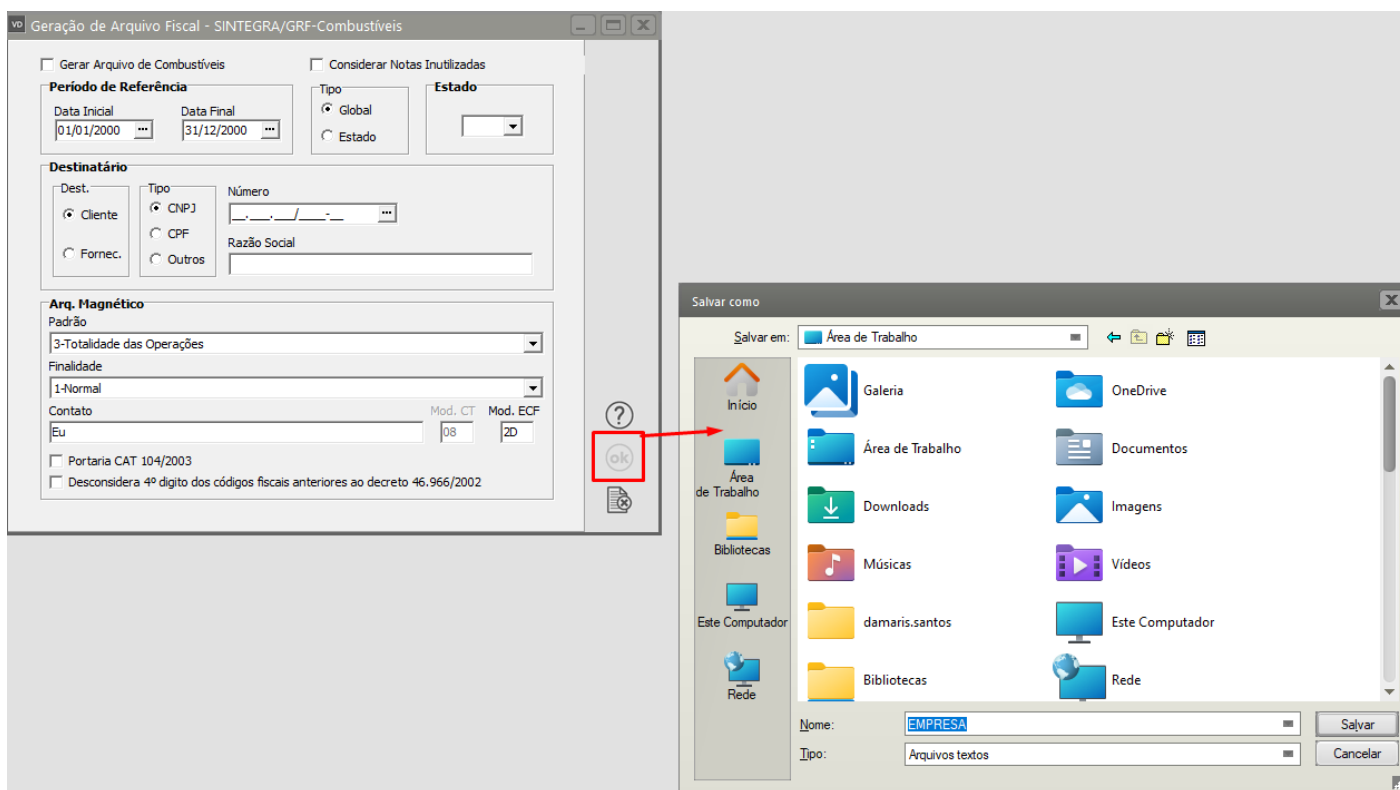 VD Geração de Arquivo Fiscal - SINTEGRA/GRF-Combustíveis
Gerar Arquivo de Combustíveis
Considerar Notas Inutilizadas
Período de Referência
Data Inicial
Data Final
01/01/2000
31/12/2000
Tipo
Global
Estado
Estado
Destinatário
Dest.
Cliente
Fornec.
Tipo
CNPJ
CPF
Outros
Número
__.___.___/____-__
Razão Social
Arq. Magnético
Padrão
3-Totalidade das Operações
Finalidade
1-Normal
Contato
Mod. CT
Mod. ECF
Eu
08
2D
Portaria CAT 104/2003
Desconsidera 4º digito dos códigos fiscais anteriores ao decreto 46.966/2002
?
ok
Salvar como
Salvar em:
Área de Trabalho
Início
Área
de Trabalho
Bibliotecas
Este Computador
Rede
Galeria
OneDrive
Área de Trabalho
Documentos
Downloads
Imagens
Músicas
Vídeos
damaris.santos
Este Computador
Bibliotecas
Rede
Nome:
EMPRESA
Salvar
Tipo:
Arquivos textos
Cancelar